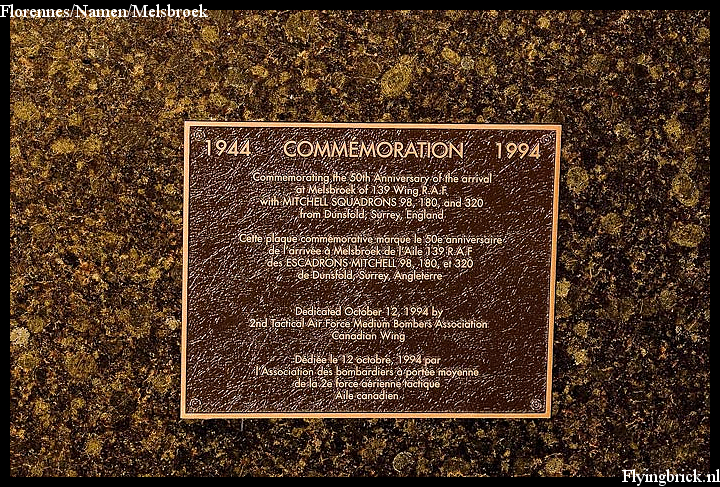 Florennes/Namen/Melsbroek
1944 COMMEMORATION 1994
Commemorating the 50th Anniversary of the arrival
at Melsbroek of 139 Wing R.A.F.
with MITCHELL SQUADRONS 98, 180, and 320
from Dunsfold, Surrey, England
Cette plaque commémorative marque le 50e anniversaire
de l'arrivée à Melsbroek de l'Aile 139 R.A.F
des ESCADRONS MITCHELL 98, 180, et 320
de Dunsfold, Surrey, Angleterre
Dedicated October 12, 1994 by
2nd Tactical Air Force Medium Bombers Association
Canadian Wing
Dédiée le 12 octobre, 1994 par
l'Association des bombardiers à portée moyenne
de la 2e force aérienne tactique
Aile canadien
Flyingbrick.nl